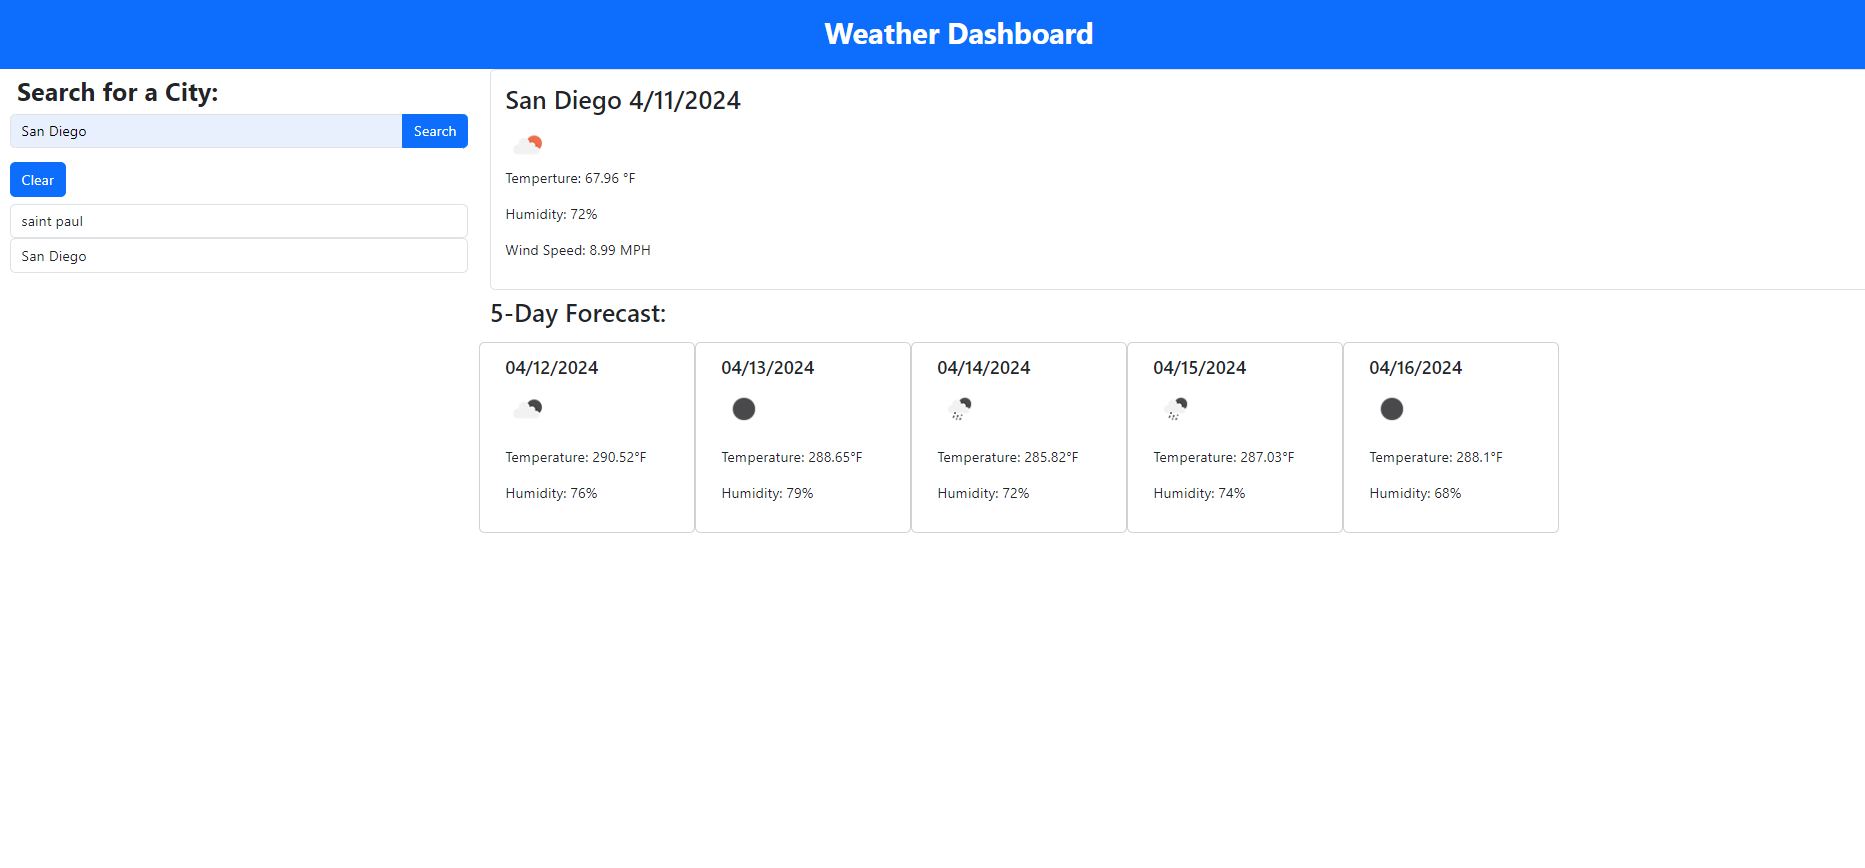 Weather Dashboard
Search for a City:
San Diego
Search
Clear
saint paul
San Diego
San Diego 4/11/2024
Temperture: 67.96 °F
Humidity: 72%
Wind Speed: 8.99 MPH
5-Day Forecast:
04/12/2024
Temperature: 290.52°F
Humidity: 76%
04/13/2024
Temperature: 288.65°F
Humidity: 79%
04/14/2024
Temperature: 285.82°F
Humidity: 72%
04/15/2024
Temperature: 287.03°F
Humidity: 74%
04/16/2024
Temperature: 288.1°F
Humidity: 68%